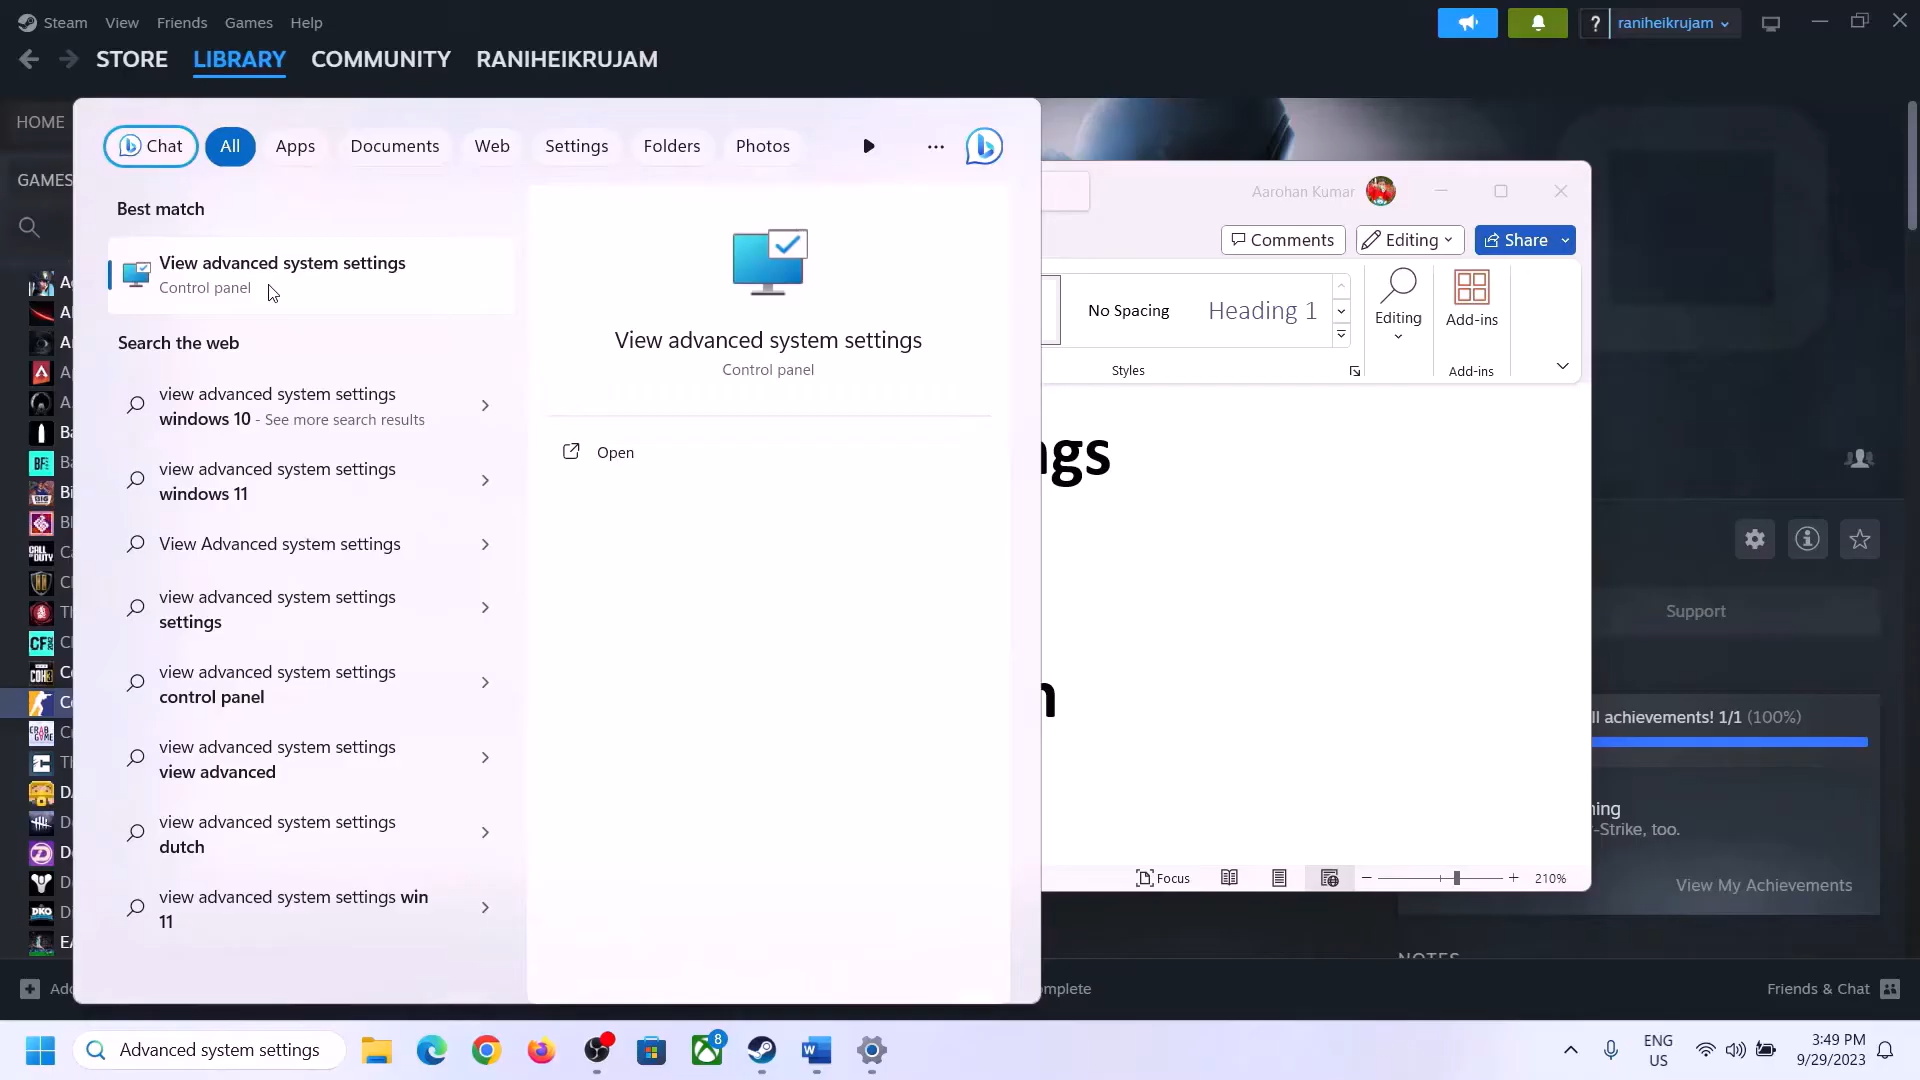 Steam View Friends Games Help
raniheikrujam
STORE LIBRARY COMMUNITY RANIHEIKRUJAM
HOME
GAMES
Chat All Apps Documents Web Settings Folders Photos
Best match
View advanced system settings
Control panel
Search the web
view advanced system settings
windows 10 - See more search results
view advanced system settings
windows 11
View Advanced system settings
view advanced system settings
settings
view advanced system settings
control panel
view advanced system settings
view advanced
view advanced system settings
dutch
view advanced system settings win
11
View advanced system settings
Control panel
Open
Aarohan Kumar
Comments Editing Share
No Spacing Heading 1
Editing
Add-ins
Styles
Add-ins
ngs
n
Focus
210%
Support
ll achievements! 1/1 (100%)
ning
-Strike, too.
View My Achievements
NOTES
Add
mplete
Friends & Chat
Advanced system settings
8
ENG
US
3:49 PM
9/29/2023